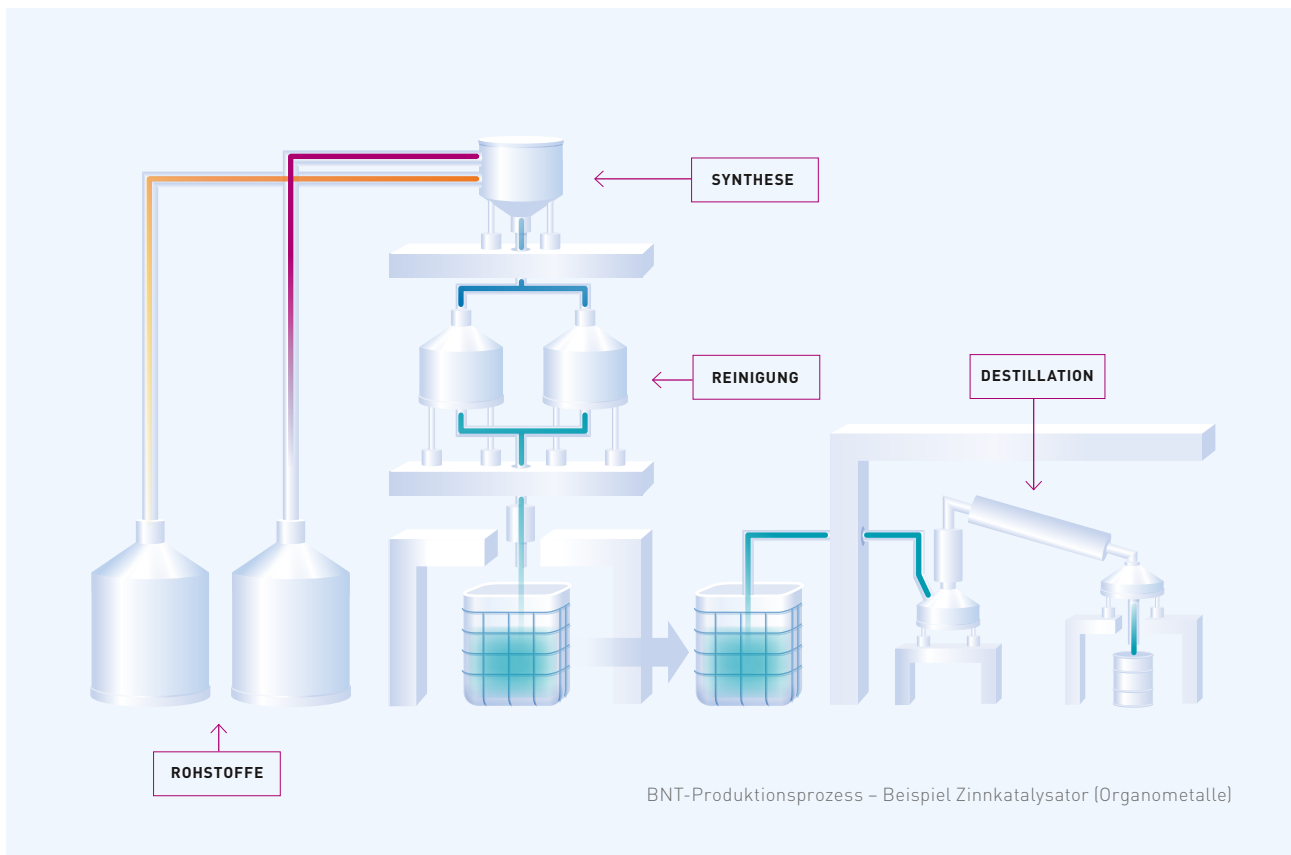 SYNTHESE
REINIGUNG
DESTILLATION
ROHSTOFFE
BNT-Produktionsprozess – Beispiel Zinnkatalysator (Organometalle)